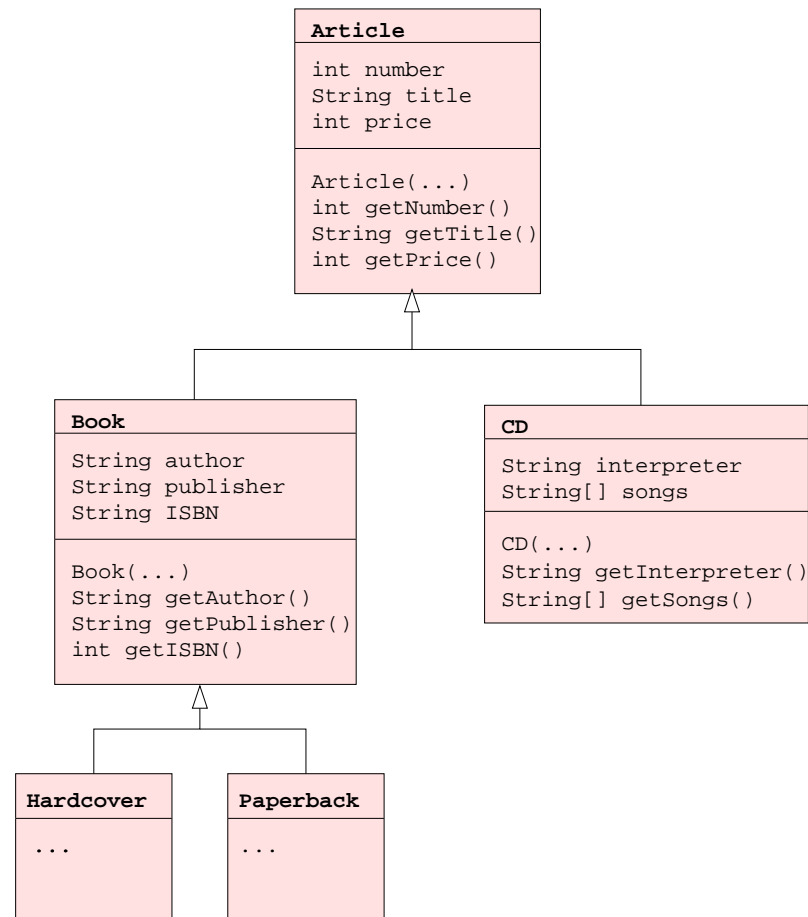 Article
int number
String title
int price
Article(...)
int getNumber()
String getTitle()
int getPrice()
Book
String author
String publisher
String ISBN
Book(...)
String getAuthor()
String getPublisher()
int getISBN()
CD
String interpreter
String[] songs
CD(...)
String getInterpreter()
String[] getSongs()
Hardcover
...
Paperback
...